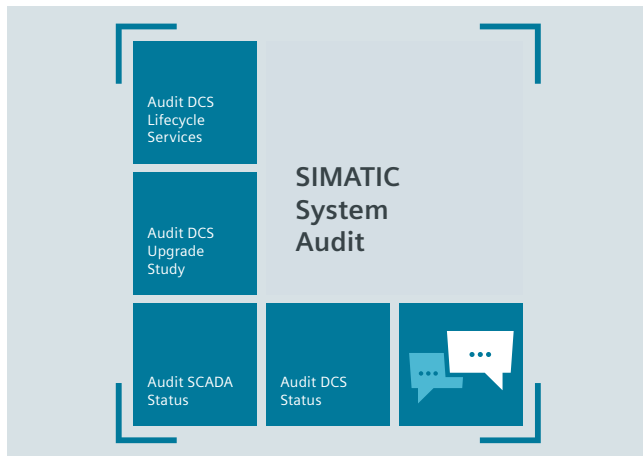 Audit DCS
Lifecycle
Services
SIMATIC
System
Audit
Audit DCS
Upgrade
Study
Audit SCADA
Status
Audit DCS
Status